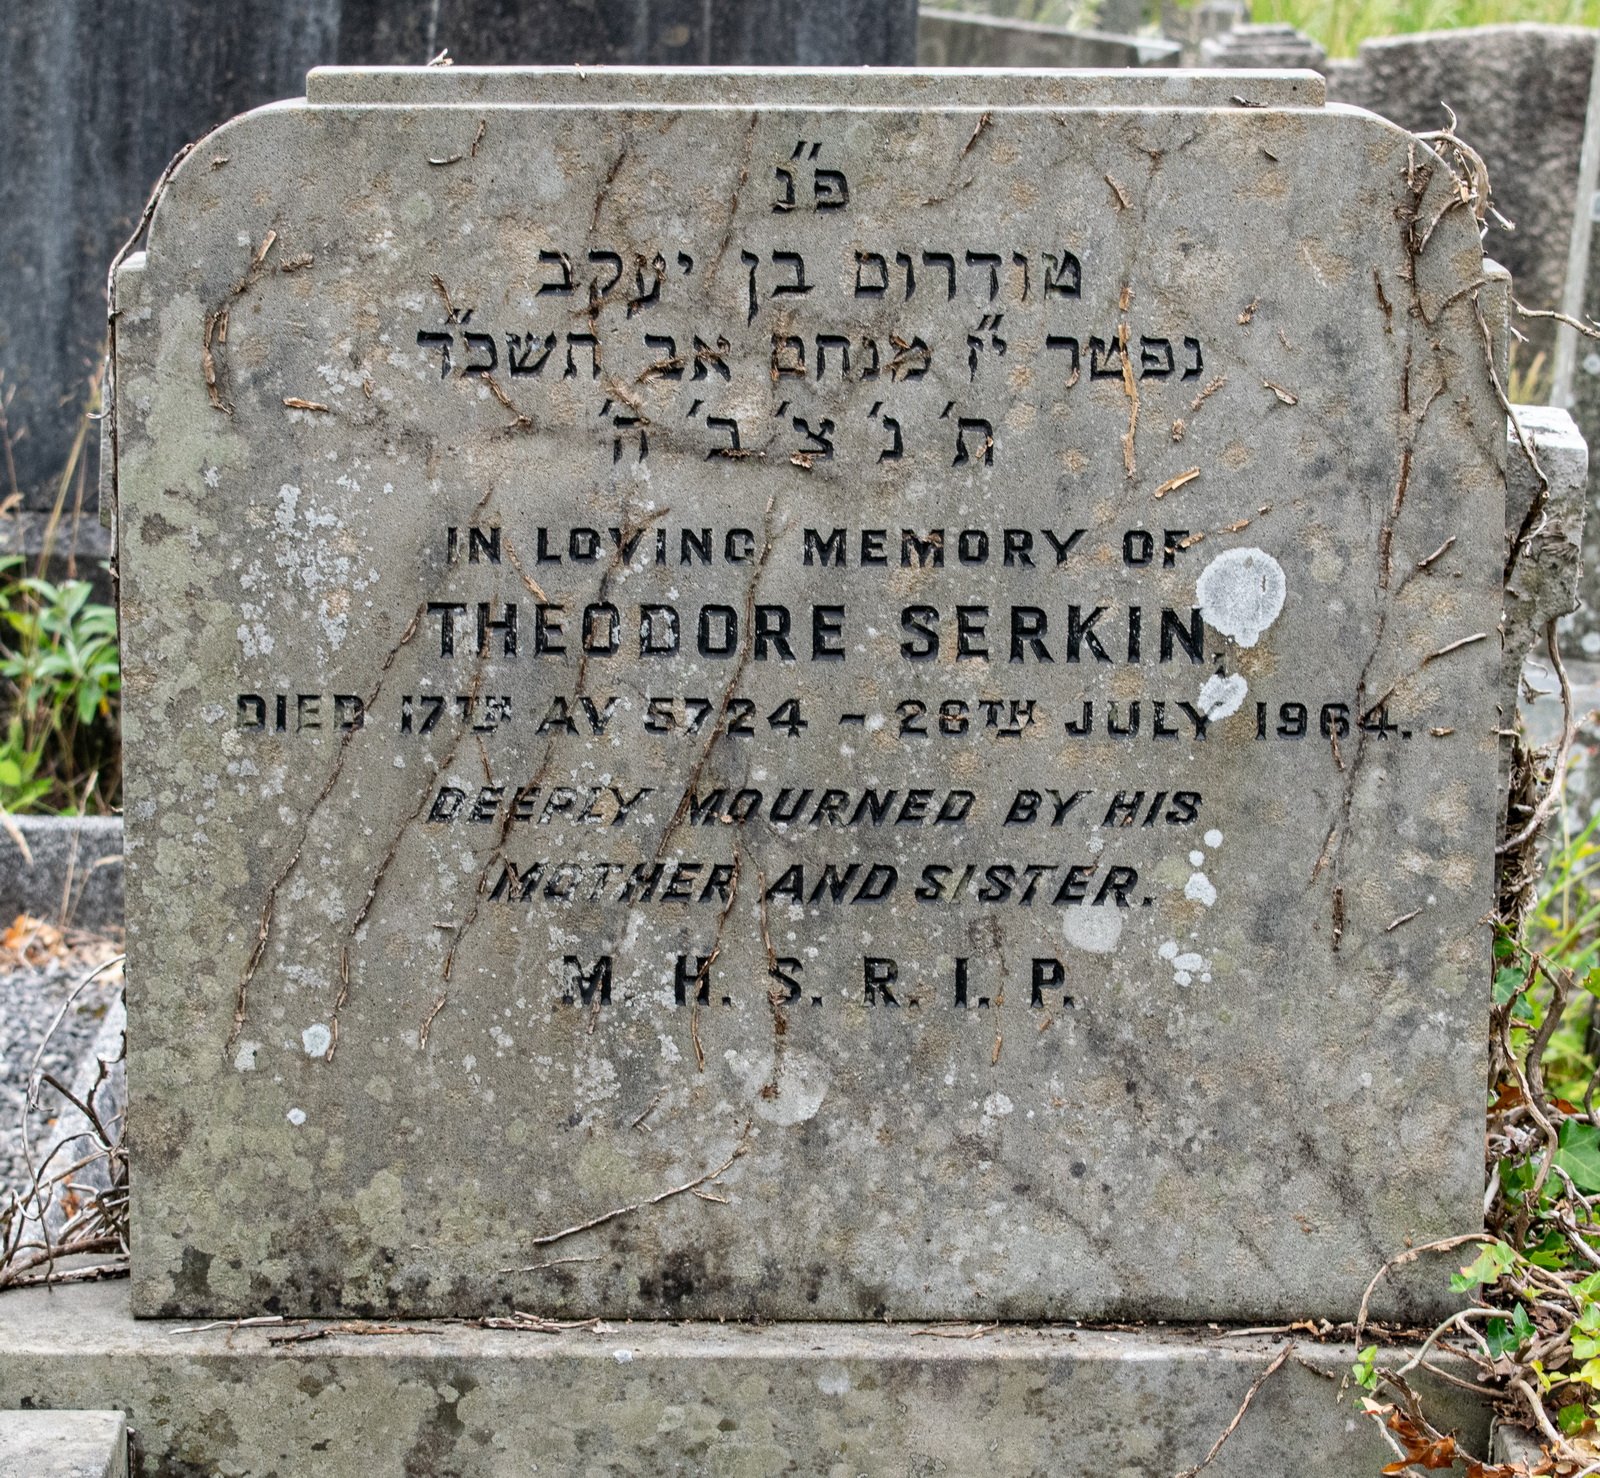 פ״נ
טודרוס בן יעקב
נפטר י״ז מנחם אב תשכ״ד
ת׳ נ׳ צ׳ ב׳ ה׳
IN LOVING MEMORY OF
THEODORE SERKIN,
DIED 17TH AV 5724 – 26TH JULY 1964.
DEEPLY MOURNED BY HIS
MOTHER AND SISTER.
M. H. S. R. I. P.